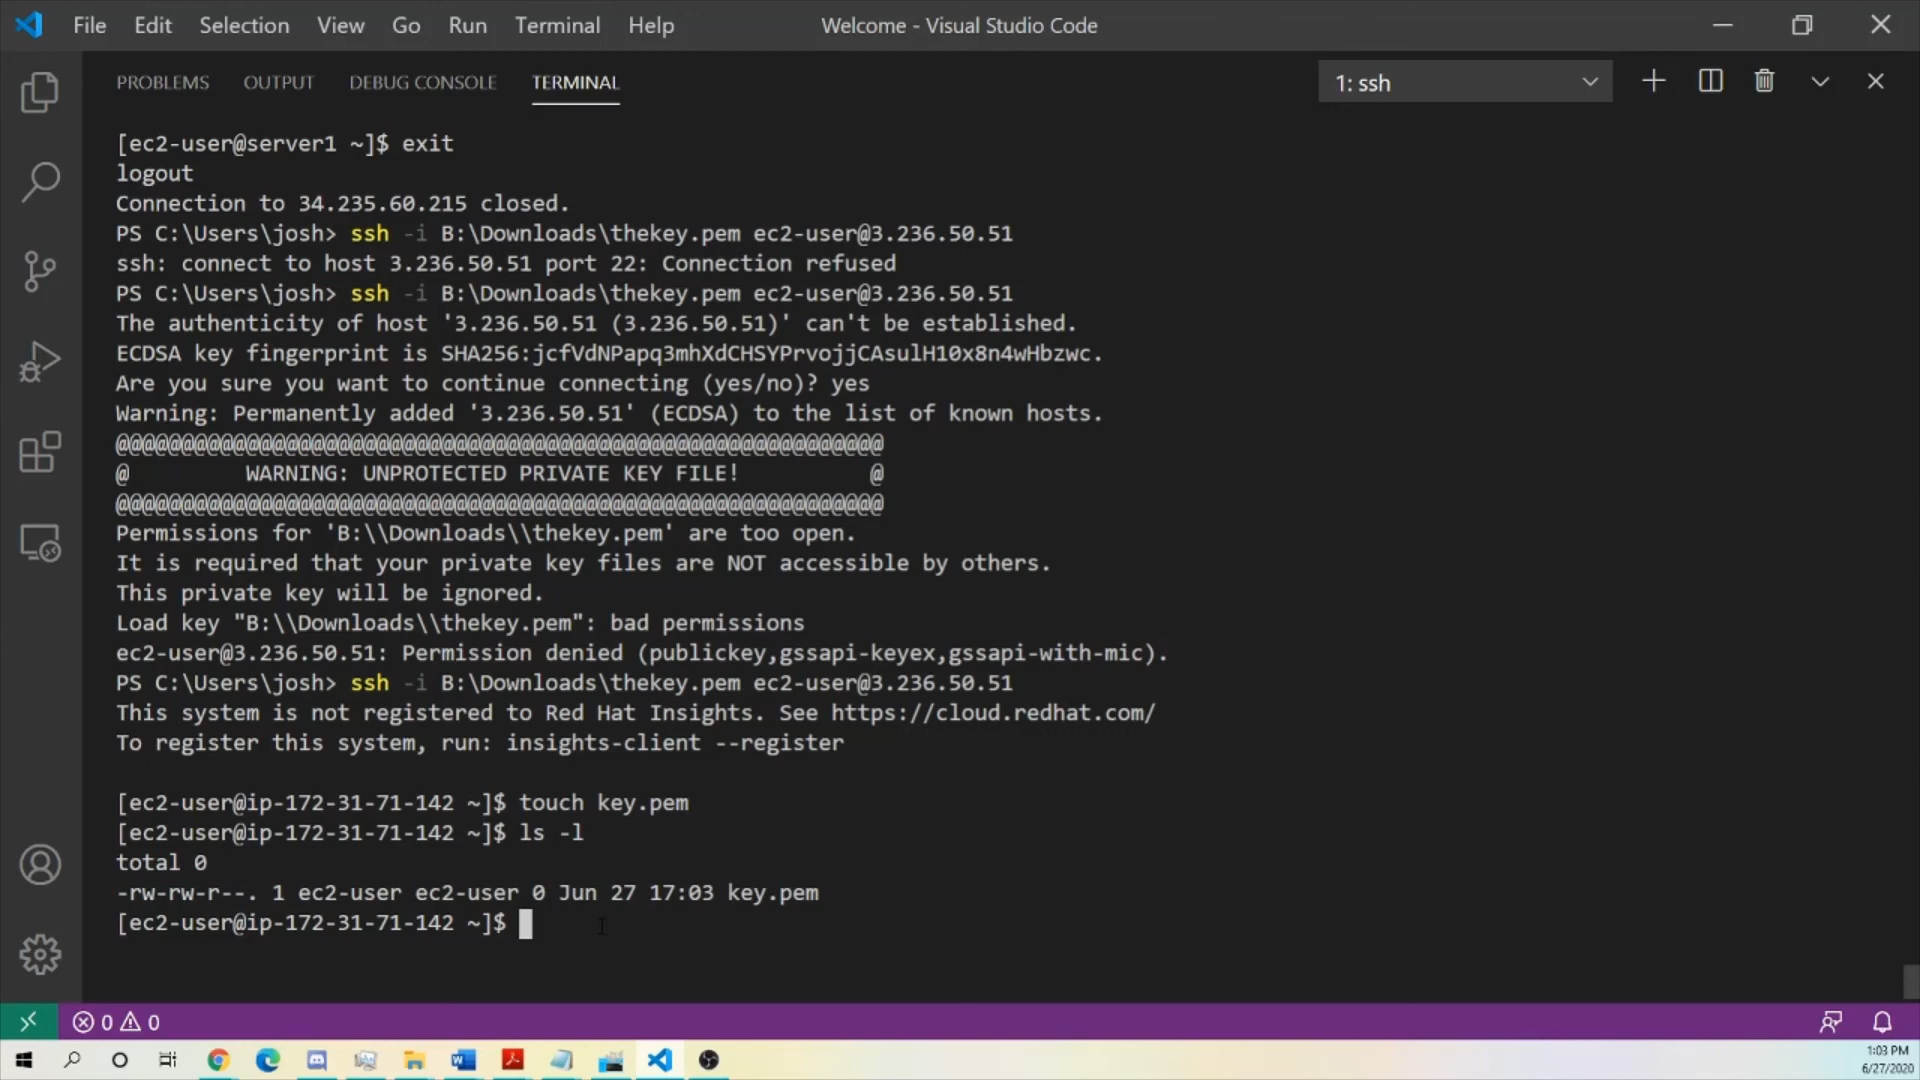 File Edit Selection View Go Run Terminal Help Welcome - Visual Studio Code
PROBLEMS OUTPUT DEBUG CONSOLE TERMINAL 1: ssh
[ec2-user@server1 ~]$ exit
logout
Connection to 34.235.60.215 closed.
PS C:\Users\josh> ssh -i B:\Downloads\thekey.pem ec2-user@3.236.50.51
ssh: connect to host 3.236.50.51 port 22: Connection refused
PS C:\Users\josh> ssh -i B:\Downloads\thekey.pem ec2-user@3.236.50.51
The authenticity of host '3.236.50.51 (3.236.50.51)' can't be established.
ECDSA key fingerprint is SHA256:jcfVdNPapq3mhXdCHSYPrvojjCAsulH10x8n4wHbzwc.
Are you sure you want to continue connecting (yes/no)? yes
Warning: Permanently added '3.236.50.51' (ECDSA) to the list of known hosts.
@@@@@@@@@@@@@@@@@@@@@@@@@@@@@@@@@@@@@@@@@@@@@@@@@@@@@@@@@@@
@         WARNING: UNPROTECTED PRIVATE KEY FILE!          @
@@@@@@@@@@@@@@@@@@@@@@@@@@@@@@@@@@@@@@@@@@@@@@@@@@@@@@@@@@@
Permissions for 'B:\\Downloads\\thekey.pem' are too open.
It is required that your private key files are NOT accessible by others.
This private key will be ignored.
Load key "B:\\Downloads\\thekey.pem": bad permissions
ec2-user@3.236.50.51: Permission denied (publickey,gssapi-keyex,gssapi-with-mic).
PS C:\Users\josh> ssh -i B:\Downloads\thekey.pem ec2-user@3.236.50.51
This system is not registered to Red Hat Insights. See https://cloud.redhat.com/
To register this system, run: insights-client --register
[ec2-user@ip-172-31-71-142 ~]$ touch key.pem
[ec2-user@ip-172-31-71-142 ~]$ ls -l
total 0
-rw-rw-r--. 1 ec2-user ec2-user 0 Jun 27 17:03 key.pem
[ec2-user@ip-172-31-71-142 ~]$
0 0
1:03 PM
6/27/2020